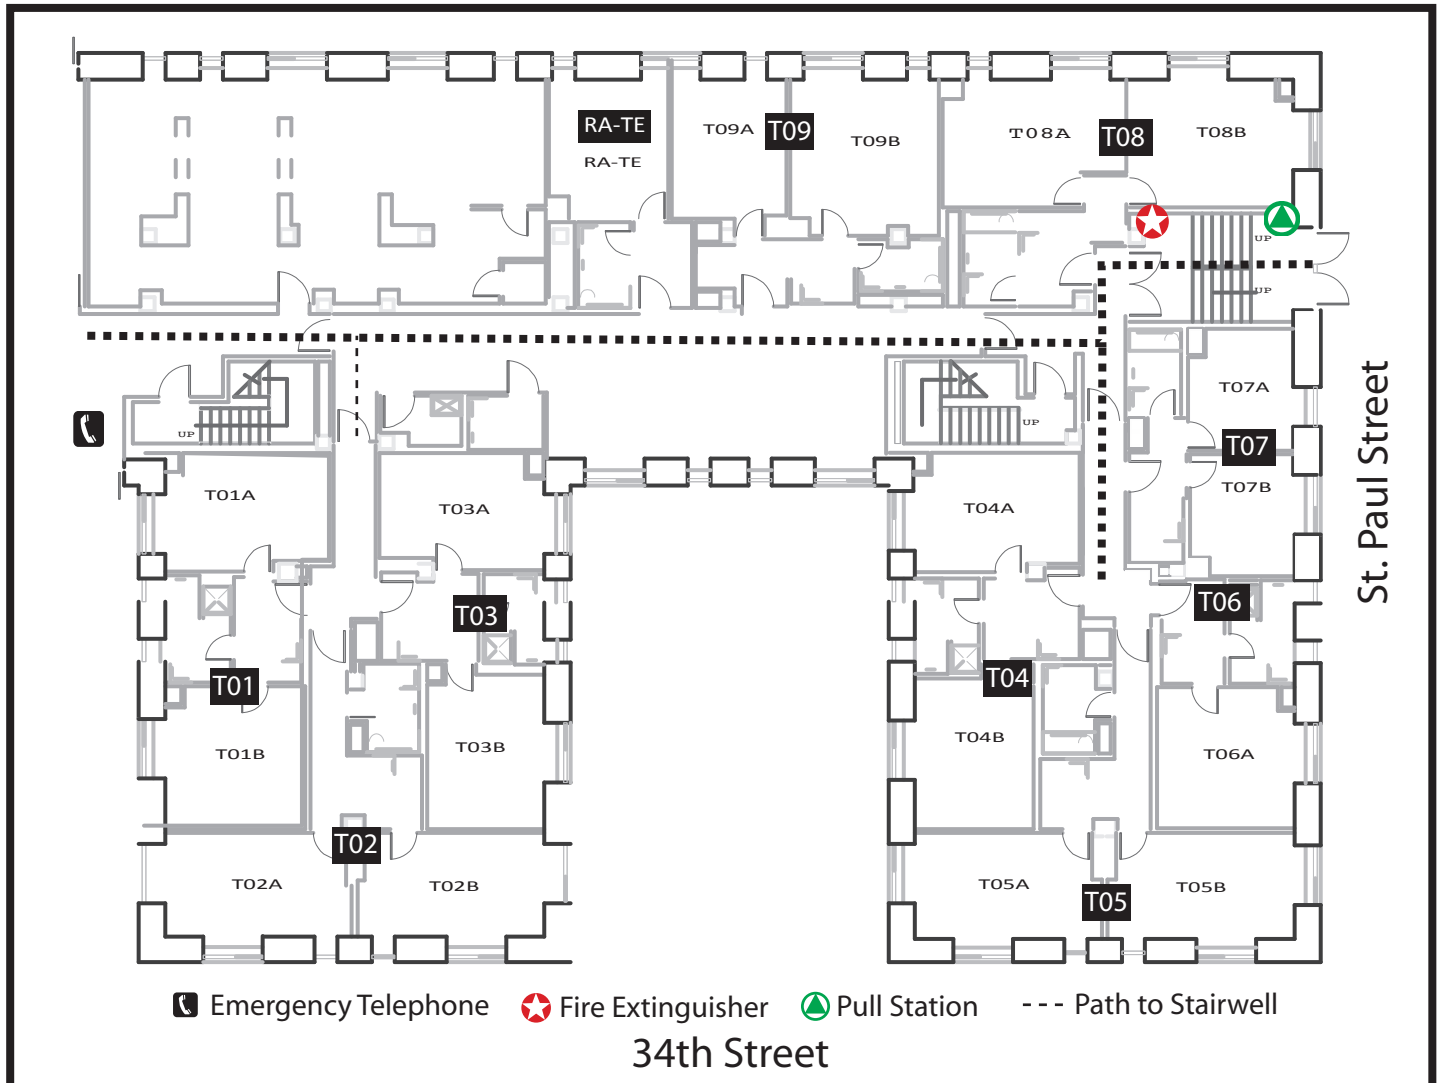 RA-TE
RA-TE
T09A
T09
T09B
T08A
T08
T08B
UP
UP
T07A
T07
T07B
St. Paul Street
UP
UP
T01A
T03A
T04A
T03
T06
T01
T04
T01B
T03B
T04B
T06A
T02
T02A
T02B
T05A
T05
T05B
Emergency Telephone
Fire Extinguisher
Pull Station
--- Path to Stairwell
34th Street